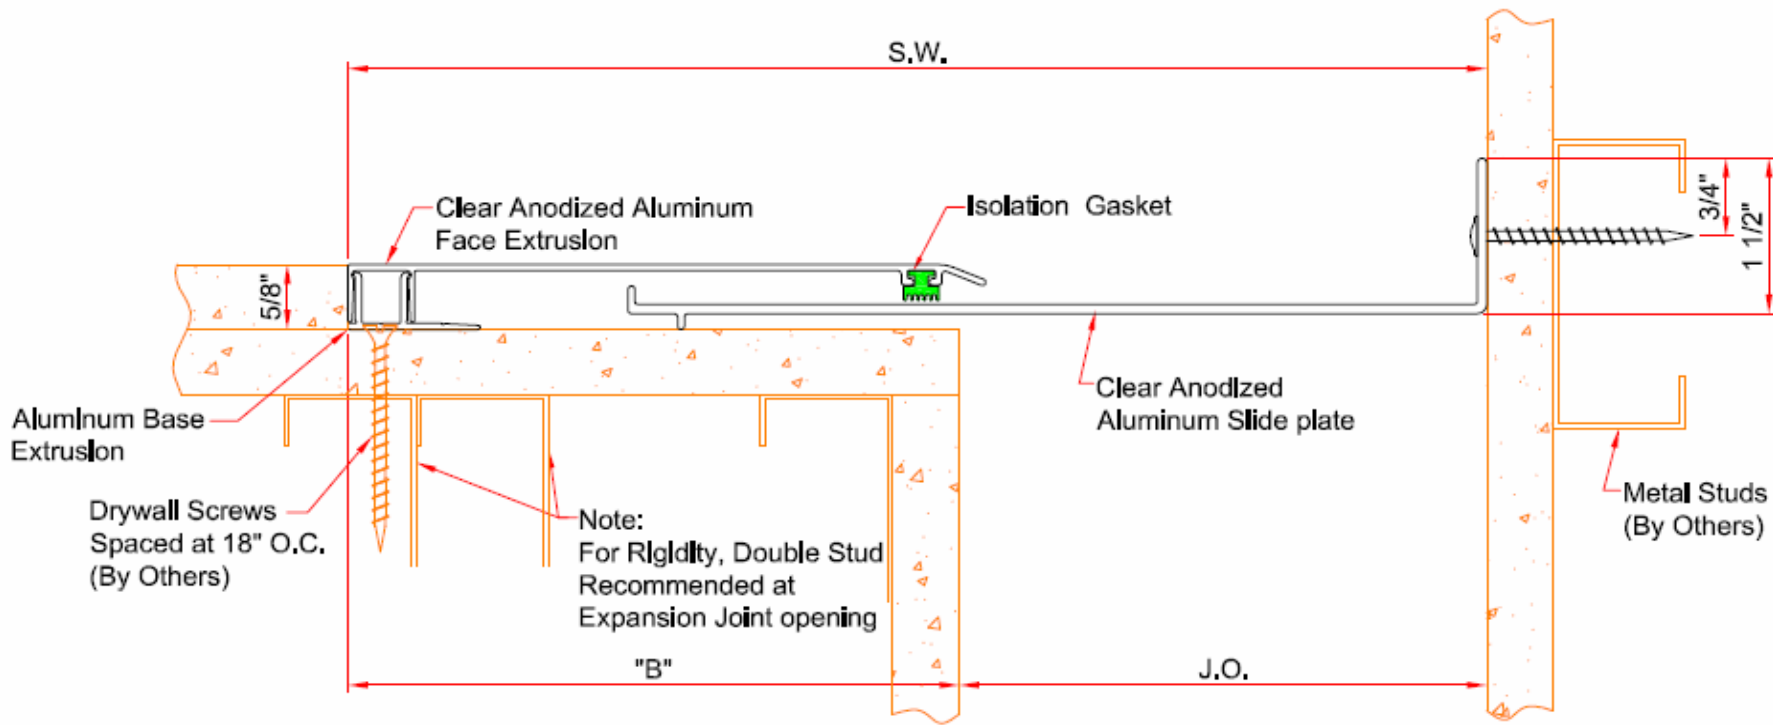 S.W.
Clear Anodized Aluminum
Face Extrusion
Isolation Gasket
3/4"
1 1/2"
5/8"
Clear Anodized
Aluminum Slide plate
Aluminum Base
Extrusion
Metal Studs
(By Others)
Drywall Screws
Spaced at 18" O.C.
(By Others)
Note:
For Rigidity, Double Stud
Recommended at
Expansion Joint opening
"B"
J.O.